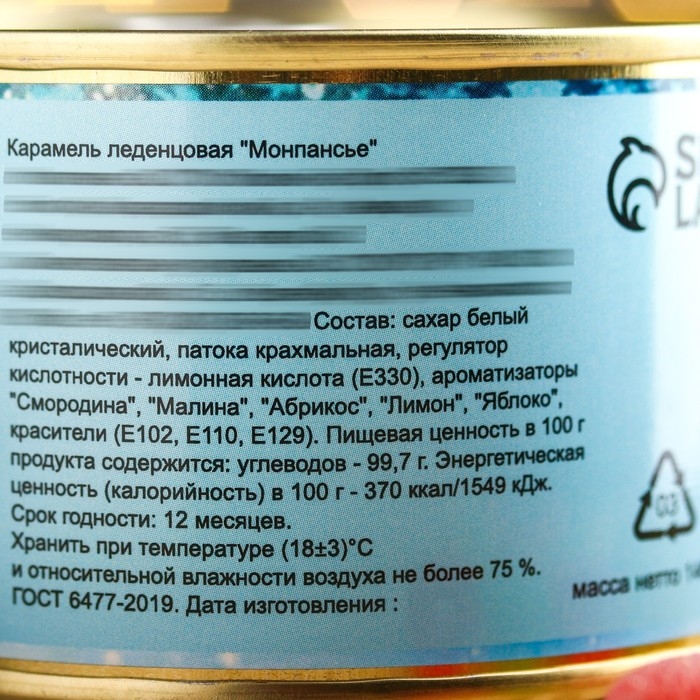 Карамель леденцовая "Монпансье"
Состав: сахар белый
кристалический, патока крахмальная, регулятор
кислотности - лимонная кислота (Е330), ароматизаторы
"Смородина", "Малина", "Абрикос", "Лимон", "Яблоко",
красители (Е102, Е110, Е129). Пищевая ценность в 100 г
продукта содержится: углеводов - 99,7 г. Энергетическая
ценность (калорийность) в 100 г - 370 ккал/1549 кДж.
Срок годности: 12 месяцев.
Хранить при температуре (18±3)°С
и относительной влажности воздуха не более 75 %.
ГОСТ 6477-2019. Дата изготовления :
03
масса нетто